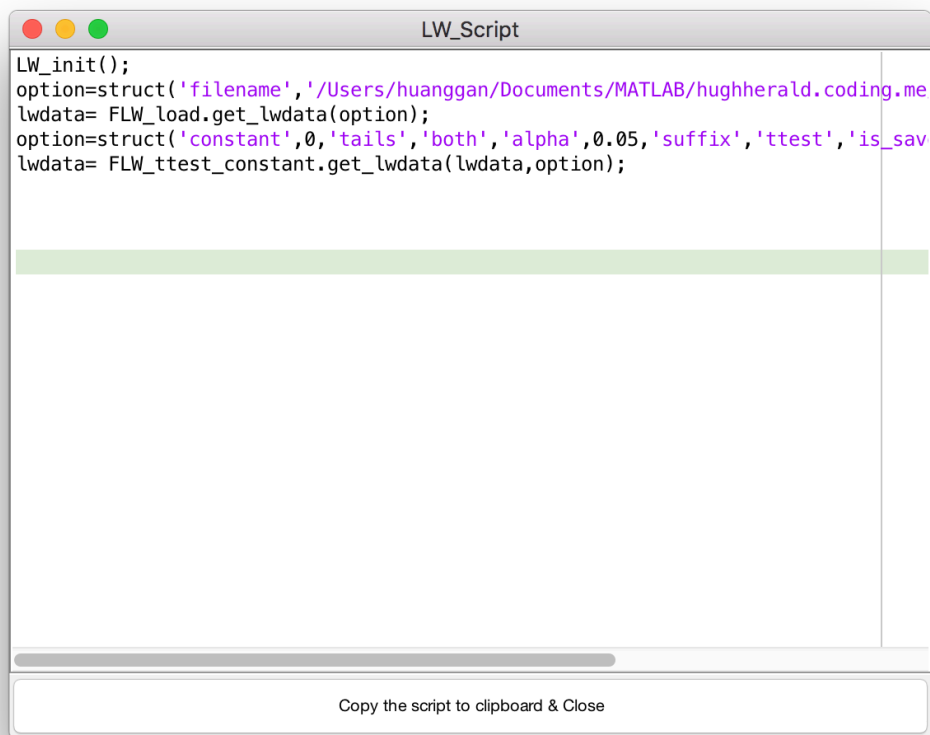 LW_Script
LW_init();
option=struct('filename','/Users/huanggan/Documents/MATLAB/hughherald.coding.me
lwdata= FLW_load.get_lwdata(option);
option=struct('constant',0,'tails','both','alpha',0.05,'suffix','ttest','is_sav
lwdata= FLW_ttest_constant.get_lwdata(lwdata,option);
Copy the script to clipboard & Close